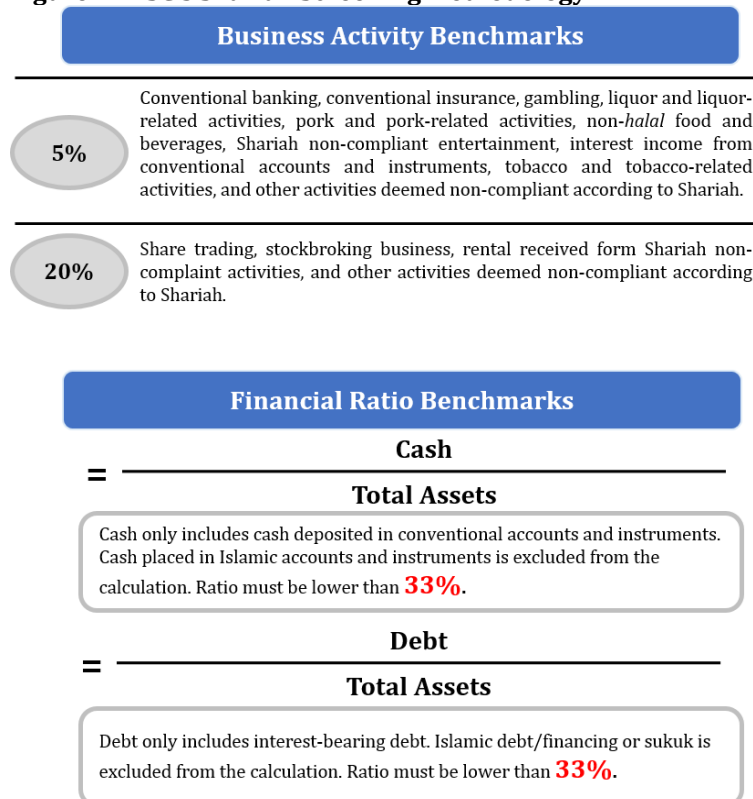 Business Activity Benchmarks
5%
Conventional banking, conventional insurance, gambling, liquor and liquor-
related activities, pork and pork-related activities, non-halal food and
beverages, Shariah non-compliant entertainment, interest income from
conventional accounts and instruments, tobacco and tobacco-related
activities, and other activities deemed non-compliant according to Shariah.
20%
Share trading, stockbroking business, rental received form Shariah non-
complaint activities, and other activities deemed non-compliant according
to Shariah.
Financial Ratio Benchmarks
Cash
=
Total Assets
Cash only includes cash deposited in conventional accounts and instruments.
Cash placed in Islamic accounts and instruments is excluded from the
calculation. Ratio must be lower than 33%.
Debt
=
Total Assets
Debt only includes interest-bearing debt. Islamic debt/financing or sukuk is
excluded from the calculation. Ratio must be lower than 33%.